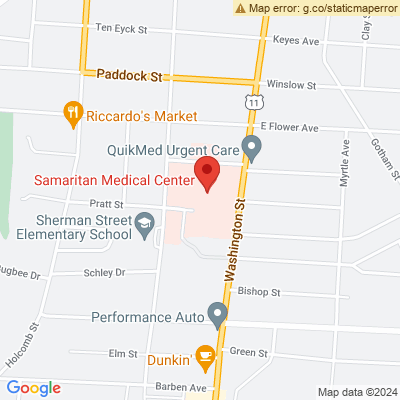 Map error: g.co/staticmaperror
Ten Eyck St
Keyes Ave
Clay S
Paddock St
Winslow St
11
Riccardo's Market
E Flower Ave
Gotham St
QuikMed Urgent Care
Myrtle Ave
Samaritan Medical Center
Pratt St
Sherman Street
Elementary School
Washington St
Bugbee Dr
Schley Dr
Bishop St
Holcomb St
Performance Auto
Elm St
Green St
Dunkin'
Barben Ave
Google
Map data ©2024